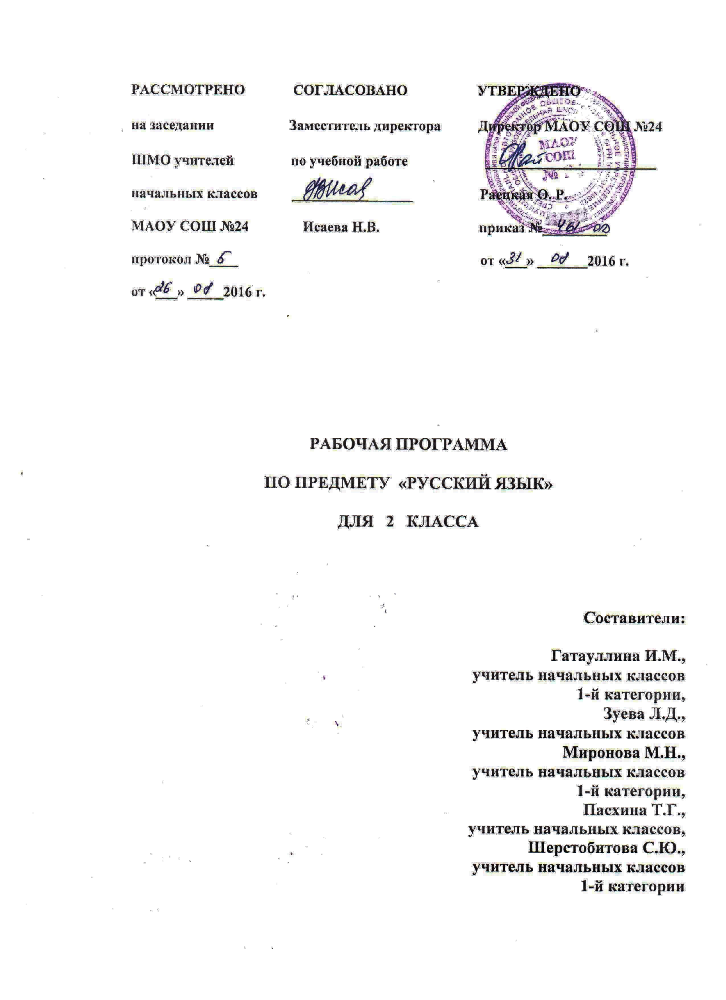 РАССМОТРЕНО
на заседании
ШМО учителей
начальных классов
МАОУ СОШ №24
протокол № 5
от «26» 08 2016 г.
СОГЛАСОВАНО
Заместитель директора
по учебной работе
Исаева Н.В.
УТВЕРЖДЕНО
Директор МАОУ СОШ №24
Раецкая О. Р.
приказ № 461-ОД
от «31» 08 2016 г.
МАОУ
СОШ
№
РАБОЧАЯ ПРОГРАММА
ПО ПРЕДМЕТУ «РУССКИЙ ЯЗЫК»
ДЛЯ 2 КЛАССА
Составители:
Гатауллина И.М.,
учитель начальных классов
1-й категории,
Зуева Л.Д.,
учитель начальных классов
Миронова М.Н.,
учитель начальных классов
1-й категории,
Пасхина Т.Г.,
учитель начальных классов,
Шерстобитова С.Ю.,
учитель начальных классов
1-й категории